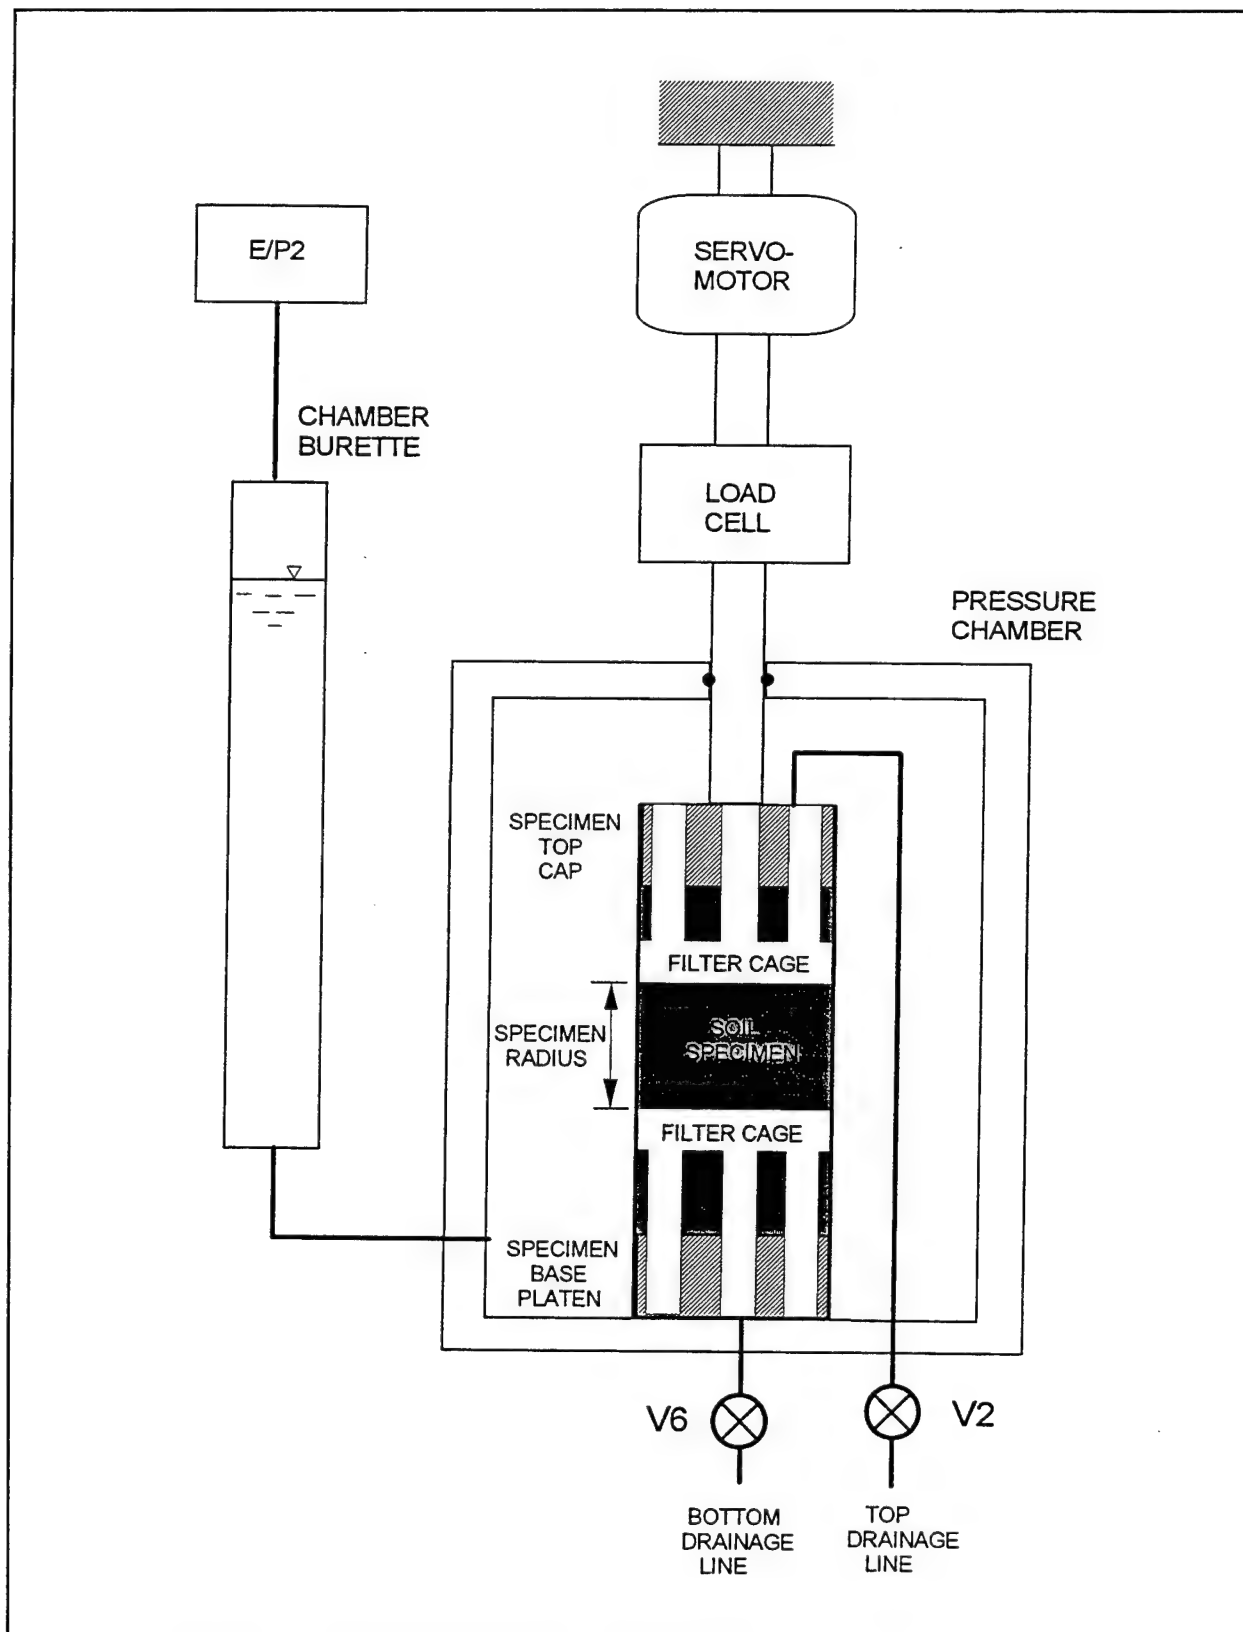 E/P2
SERVO-
MOTOR
CHAMBER
BURETTE
LOAD
CELL
PRESSURE
CHAMBER
SPECIMEN
TOP
CAP
FILTER CAGE
SPECIMEN
RADIUS
SOIL
SPECIMEN
FILTER CAGE
SPECIMEN
BASE
PLATEN
V6
V2
BOTTOM
DRAINAGE
LINE
TOP
DRAINAGE
LINE